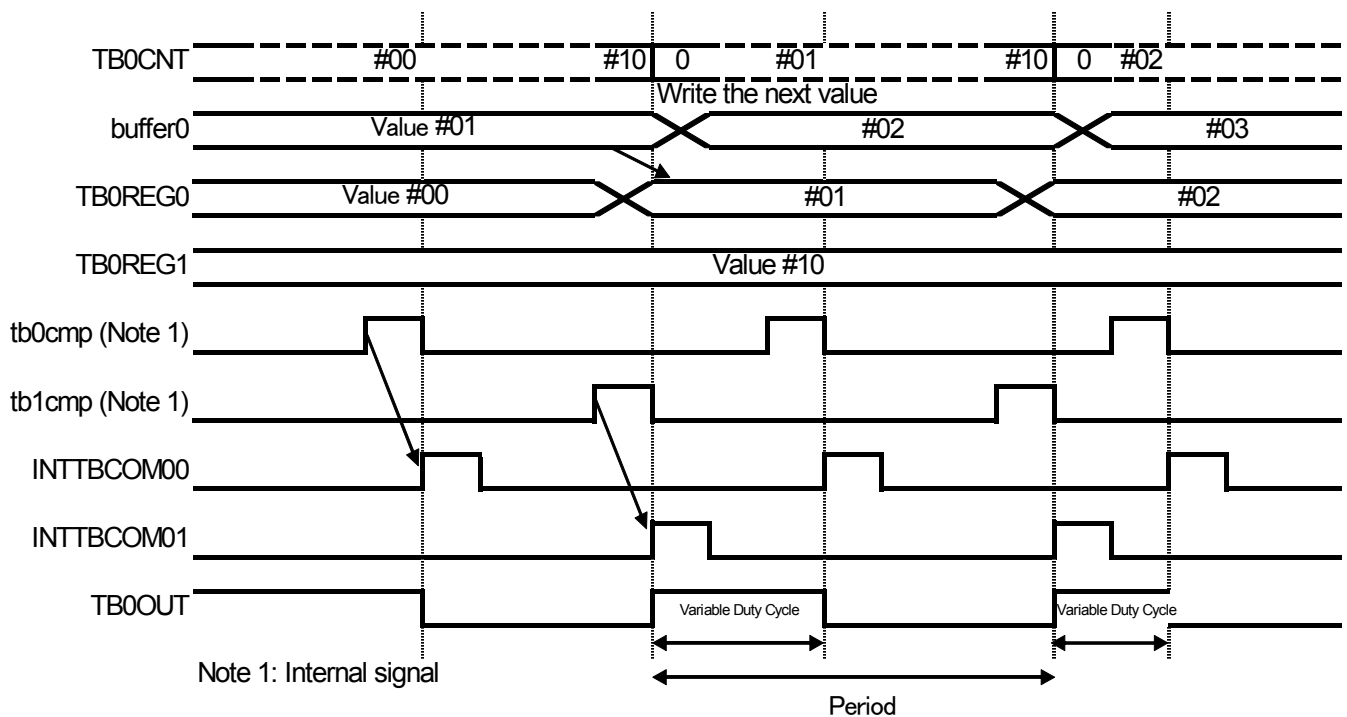 TB0CNT #00 #10 0 #01 #10 0 #02
Write the next value
buffer0 Value #01 #02 #03
TB0REG0 Value #00 #01 #02
TB0REG1 Value #10
tb0cmp (Note 1)
tb1cmp (Note 1)
INTTBCOM00
INTTBCOM01
TB0OUT Variable Duty Cycle Variable Duty Cycle
Note 1: Internal signal
Period